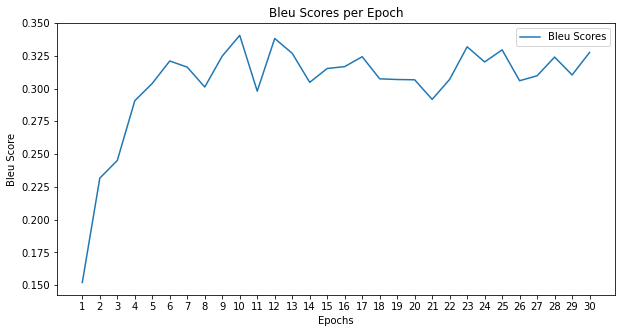 Bleu Scores per Epoch
Bleu Scores
0.350
0.325
0.300
0.275
0.250
0.225
0.200
0.175
0.150
Bleu Score
1 2 3 4 5 6 7 8 9 10 11 12 13 14 15 16 17 18 19 20 21 22 23 24 25 26 27 28 29 30
Epochs